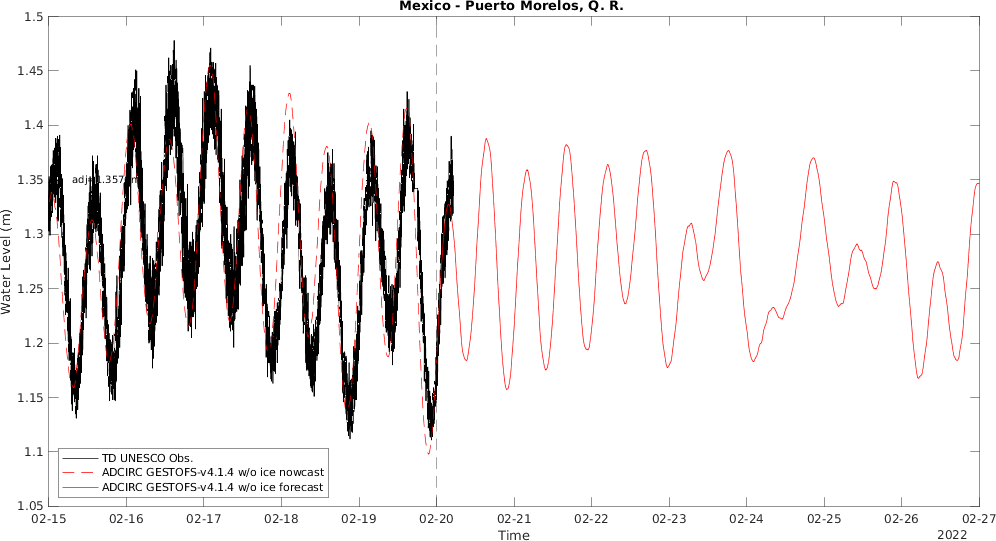 Mexico - Puerto Morelos, Q. R.
1.5
1.45
1.4
1.35
1.3
1.25
1.2
1.15
1.1
1.05
Water Level (m)
TD UNESCO Obs.
ADCIRC GESTOFS-v4.1.4 w/o ice nowcast
ADCIRC GESTOFS-v4.1.4 w/o ice forecast
02-15 02-16 02-17 02-18 02-19 02-20 02-21 02-22 02-23 02-24 02-25 02-26 02-27
Time
2022